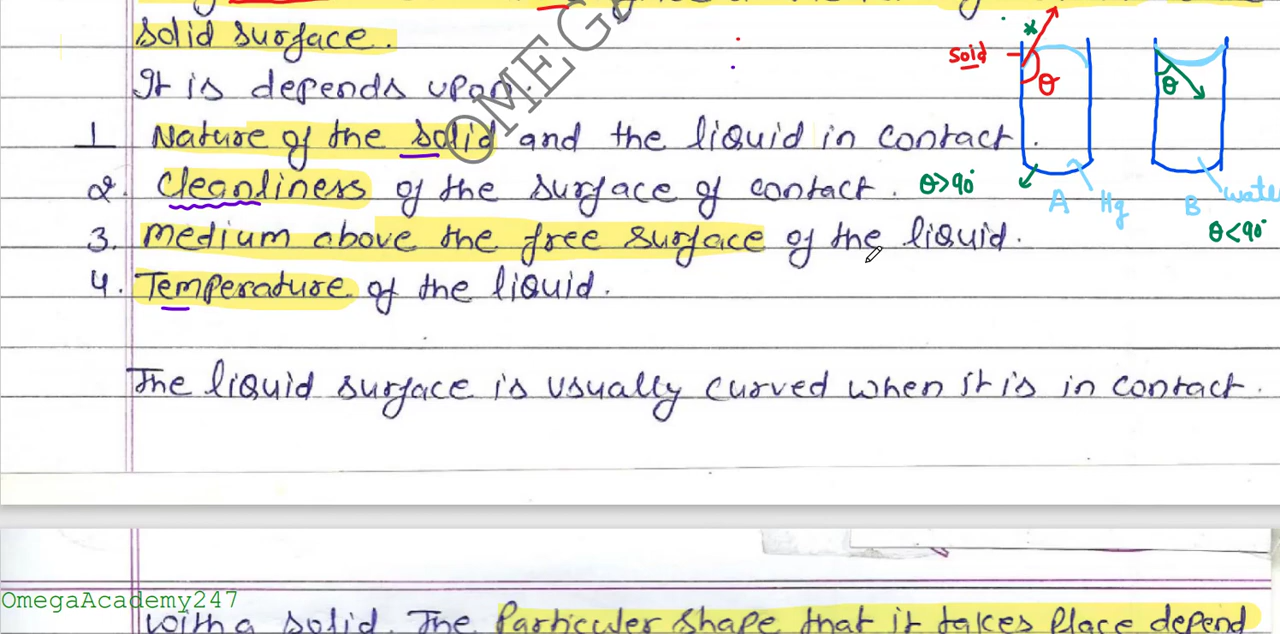 solid surface.
It is depends upon.
1 Nature of the solid and the liquid in contact.
2. Cleanliness of the surface of contact.
3. medium above the free surface of the liquid.
4. Temperature of the liquid.
The liquid surface is usually curved when it is in contact.
with a solid. The Particuler shape that it takes Place depend
OMEG
Soid
θ
θ>90°
A
Hg
θ
B
water
θ<90°
OmegaAcademy247